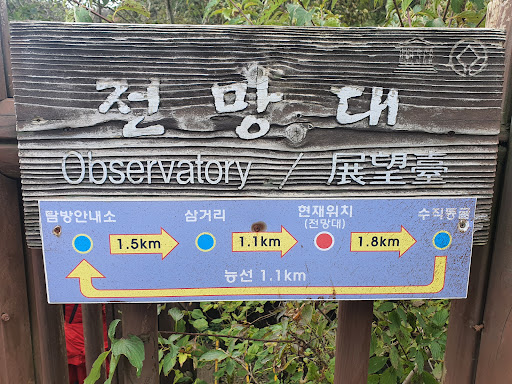 전망대
Observatory / 展望臺
탐방안내소 삼거리 현재위치 수직동굴
(전망대)
1.5km 1.1km 1.8km
능선 1.1km